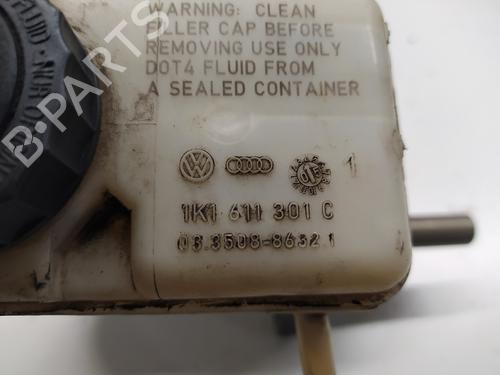 WARNING: CLEAN
FILLER CAP BEFORE
REMOVING USE ONLY
DOT4 FLUID FROM
A SEALED CONTAINER
1
1K1 611 301 C
03.3508-8632.1
B-PARTS